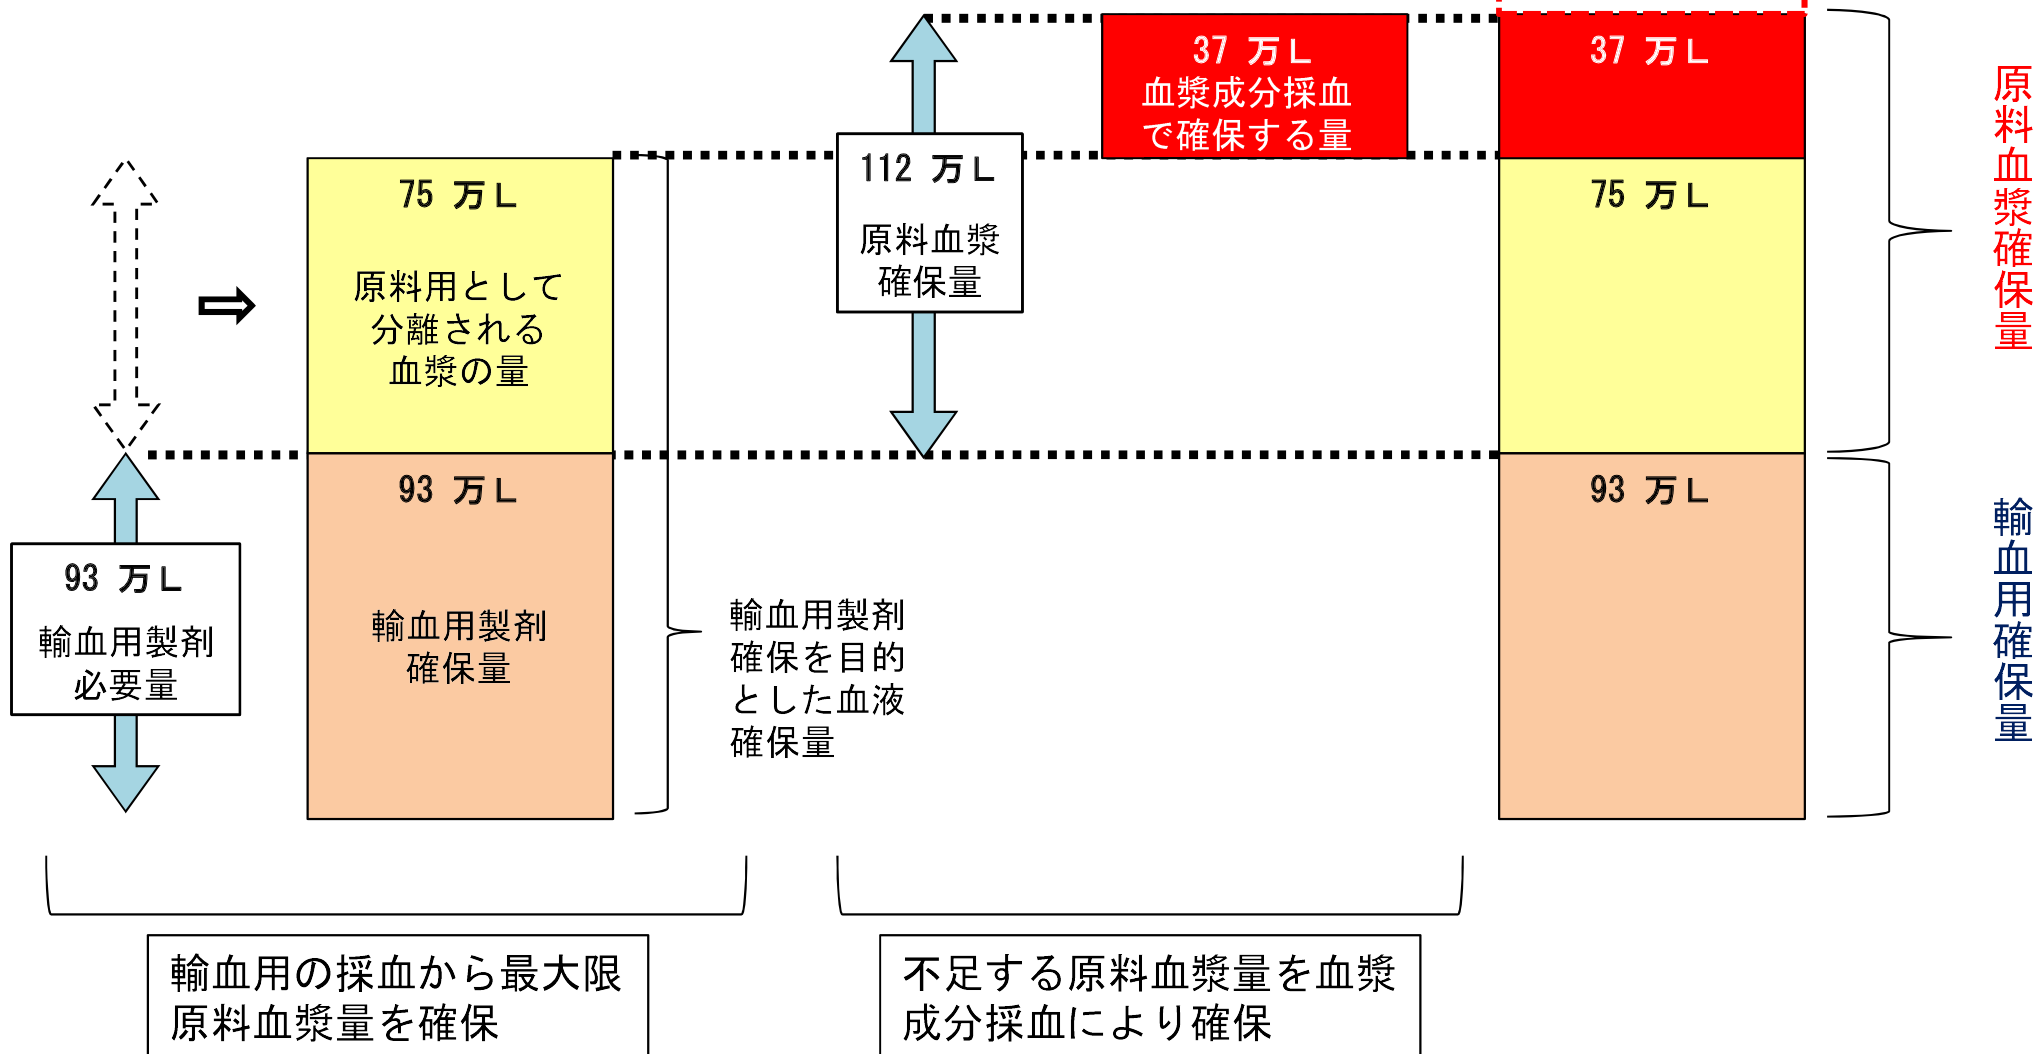 93 万L
輸血用製剤
必要量
75 万L
原料用として
分離される
血漿の量
93 万L
輸血用製剤
確保量
輸血用製剤
確保を目的
とした血液
確保量
112 万L
原料血漿
確保量
37 万L
血漿成分採血
で確保する量
37 万L
75 万L
93 万L
原料血漿確保量
輸血用確保量
輸血用の採血から最大限
原料血漿量を確保
不足する原料血漿量を血漿
成分採血により確保